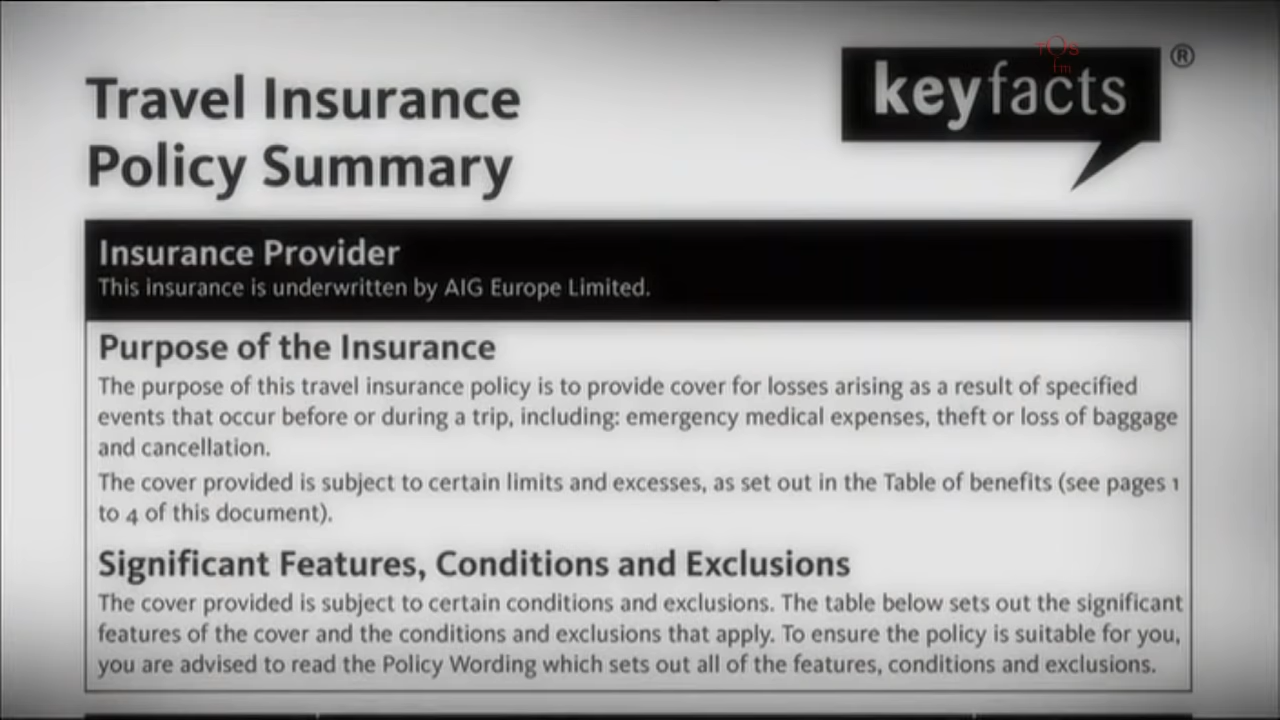 TOS
fm
keyfacts®
Travel Insurance
Policy Summary
Insurance Provider
This insurance is underwritten by AIG Europe Limited.
Purpose of the Insurance
The purpose of this travel insurance policy is to provide cover for losses arising as a result of specified
events that occur before or during a trip, including: emergency medical expenses, theft or loss of baggage
and cancellation.
The cover provided is subject to certain limits and excesses, as set out in the Table of benefits (see pages 1
to 4 of this document).
Significant Features, Conditions and Exclusions
The cover provided is subject to certain conditions and exclusions. The table below sets out the significant
features of the cover and the conditions and exclusions that apply. To ensure the policy is suitable for you,
you are advised to read the Policy Wording which sets out all of the features, conditions and exclusions.